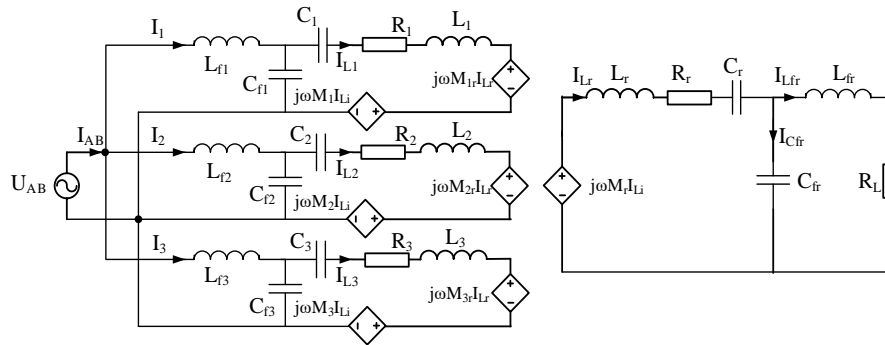 I1 Lf1 Cf1 C1 IL1 R1 L1 jωM1ILi jωM1rILr
IAB UAB
I2 Lf2 Cf2 C2 IL2 R2 L2 jωM2ILi jωM2rILr
I3 Lf3 Cf3 C3 IL3 R3 L3 jωM3ILi jωM3rILr
ILr Lr Rr Cr ILfr Lfr
ICfr
jωMrILi Cfr RL